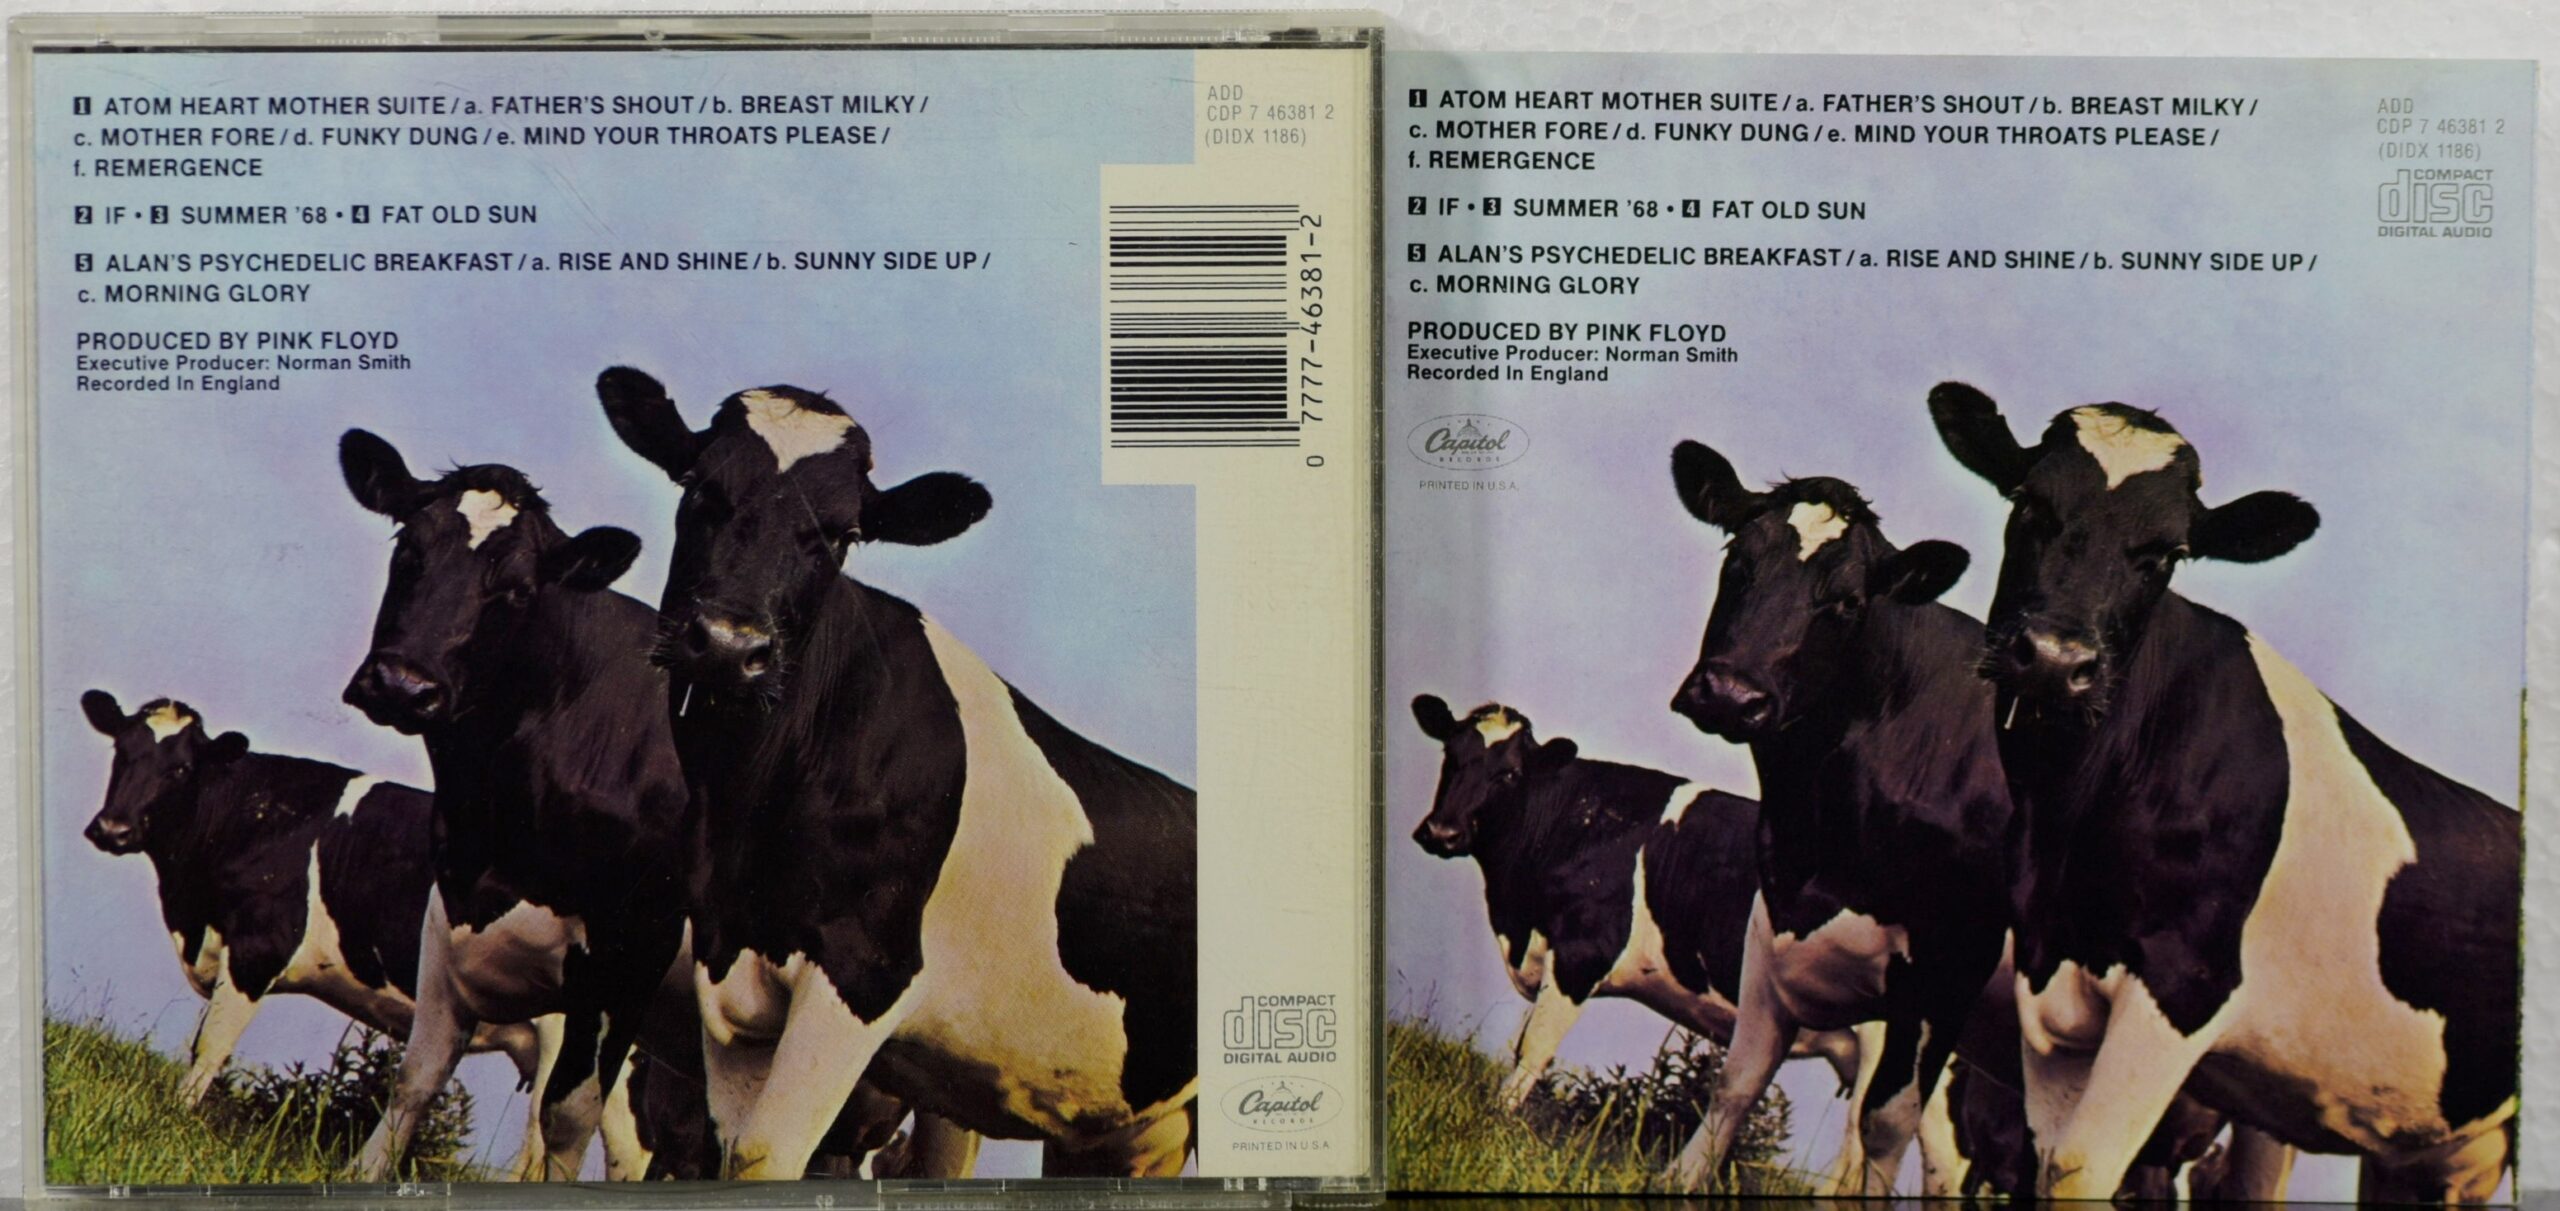 1 ATOM HEART MOTHER SUITE / a. FATHER'S SHOUT / b. BREAST MILKY /
c. MOTHER FORE / d. FUNKY DUNG / e. MIND YOUR THROATS PLEASE /
f. REMERGENCE
2 IF • 3 SUMMER '68 • 4 FAT OLD SUN
5 ALAN'S PSYCHEDELIC BREAKFAST / a. RISE AND SHINE / b. SUNNY SIDE UP /
c. MORNING GLORY
PRODUCED BY PINK FLOYD
Executive Producer: Norman Smith
Recorded In England
ADD
CDP 7 46381 2
(DIDX 1186)
0 7777-46381-2
COMPACT
disc
DIGITAL AUDIO
Capitol
RECORDS
PRINTED IN U.S.A.
1 ATOM HEART MOTHER SUITE / a. FATHER'S SHOUT / b. BREAST MILKY /
c. MOTHER FORE / d. FUNKY DUNG / e. MIND YOUR THROATS PLEASE /
f. REMERGENCE
2 IF • 3 SUMMER '68 • 4 FAT OLD SUN
5 ALAN'S PSYCHEDELIC BREAKFAST / a. RISE AND SHINE / b. SUNNY SIDE UP /
c. MORNING GLORY
PRODUCED BY PINK FLOYD
Executive Producer: Norman Smith
Recorded In England
Capitol
RECORDS
PRINTED IN U.S.A.
ADD
CDP 7 46381 2
(DIDX 1186)
COMPACT
disc
DIGITAL AUDIO